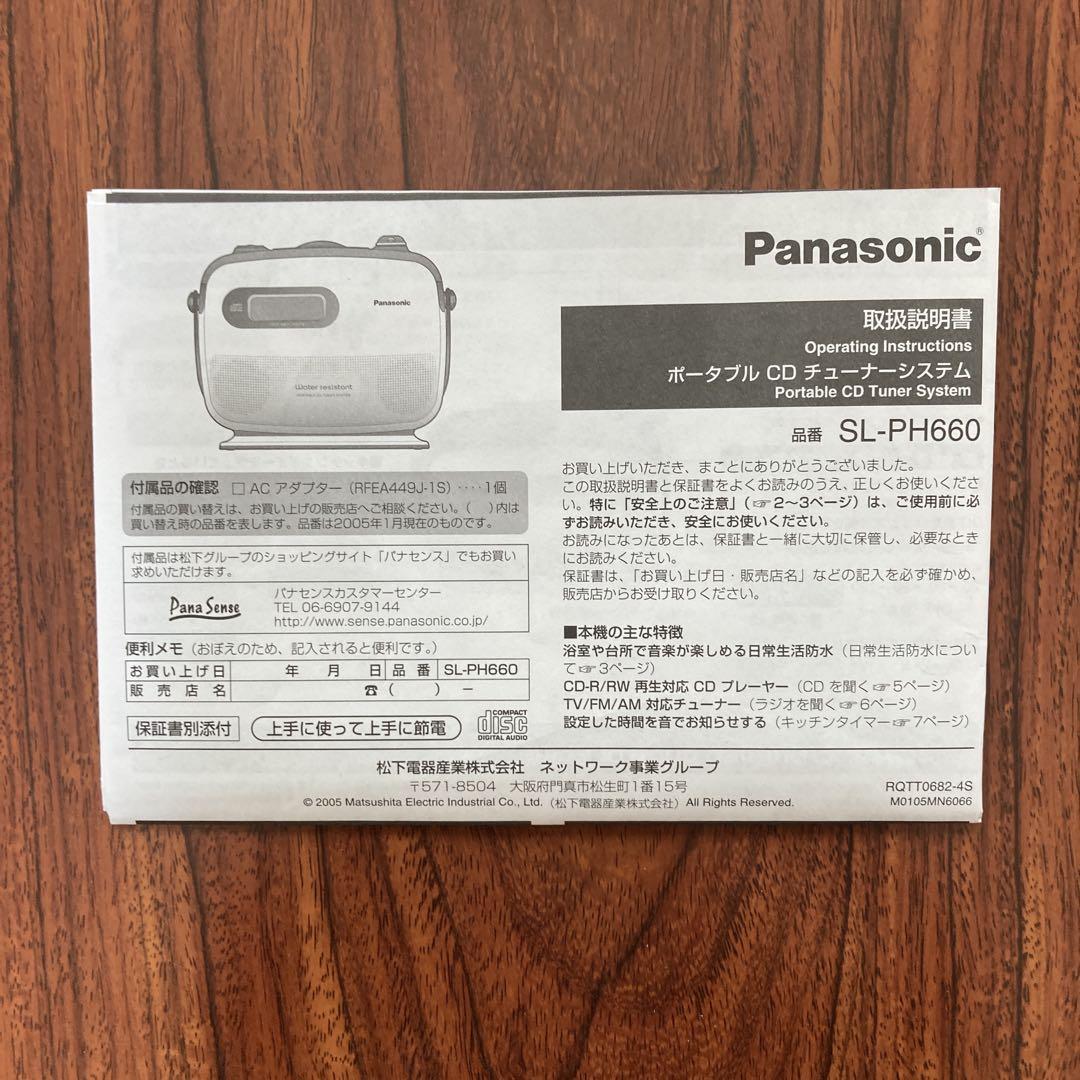 Panasonic®
取扱説明書
Operating Instructions
ポータブル CD チューナーシステム
Portable CD Tuner System
品番 SL-PH660
Panasonic
Water resistant
付属品の確認 □ AC アダプター（RFEA449J-1S）‥‥1個
付属品の買い替えは、お買い上げの販売店へご相談ください。（ ）内は
買い替え時の品番を表します。品番は2005年1月現在のものです。
付属品は松下グループのショッピングサイト「パナセンス」でもお買い
求めいただけます。
Pana Sense
パナセンスカスタマーセンター
TEL 06-6907-9144
http://www.sense.panasonic.co.jp/
便利メモ（おぼえのため、記入されると便利です。）
お買い上げ日 年 月 日 品番 SL-PH660
販売店名 ☎（ ） －
保証書別添付 上手に使って上手に節電
COMPACT
disc
DIGITAL AUDIO
お買い上げいただき、まことにありがとうございました。
この取扱説明書と保証書をよくお読みのうえ、正しくお使いくださ
い。特に「安全上のご注意」（☞2～3ページ）は、ご使用前に必
ずお読みいただき、安全にお使いください。
お読みになったあとは、保証書と一緒に大切に保管し、必要なとき
にお読みください。
保証書は、「お買い上げ日・販売店名」などの記入を必ず確かめ、
販売店からお受け取りください。
■本機の主な特徴
浴室や台所で音楽が楽しめる日常生活防水（日常生活防水につい
て☞3ページ）
CD-R/RW 再生対応 CD プレーヤー（CD を聞く☞5ページ）
TV/FM/AM 対応チューナー（ラジオを聞く☞6ページ）
設定した時間を音でお知らせする（キッチンタイマー☞7ページ）
松下電器産業株式会社 ネットワーク事業グループ
〒571-8504 大阪府門真市松生町1番15号
© 2005 Matsushita Electric Industrial Co., Ltd.（松下電器産業株式会社）All Rights Reserved.
RQTT0682-4S
M0105MN6066